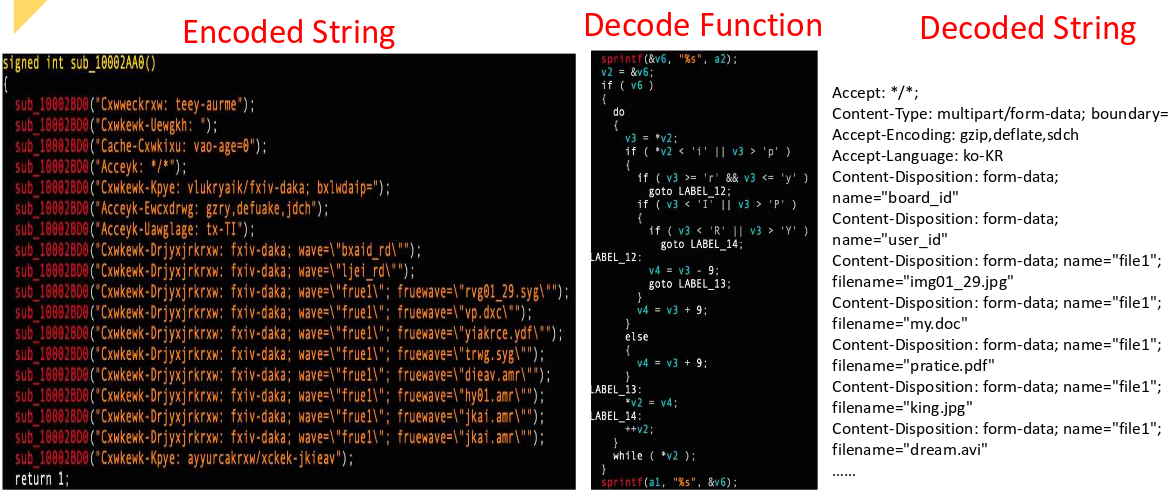 Encoded String
signed int sub_10002AA0()
{
sub_10002BD0("Cxwweckrxw: teey-aurme");
sub_10002BD0("Cxwkewk-Uewgkh: ");
sub_10002BD0("Cache-Cxwkixu: vao-age=0");
sub_10002BD0("Acceyk: */*");
sub_10002BD0("Cxwkewk-Kpye: vlukryaik/fxiv-daka; bxlwdaip=");
sub_10002BD0("Acceyk-Ewcxdrwg: gzry,defuake,jdch");
sub_10002BD0("Acceyk-Uawglage: tx-TI");
sub_10002BD0("Cxwkewk-Drjyxjrkrxw: fxiv-daka; wave=\"bxaid_rd\"");
sub_10002BD0("Cxwkewk-Drjyxjrkrxw: fxiv-daka; wave=\"ljei_rd\"");
sub_10002BD0("Cxwkewk-Drjyxjrkrxw: fxiv-daka; wave=\"frue1\"; fruewave=\"rvg01_29.syg\"");
sub_10002BD0("Cxwkewk-Drjyxjrkrxw: fxiv-daka; wave=\"frue1\"; fruewave=\"vp.dxc\"");
sub_10002BD0("Cxwkewk-Drjyxjrkrxw: fxiv-daka; wave=\"frue1\"; fruewave=\"yiakrce.ydf\"");
sub_10002BD0("Cxwkewk-Drjyxjrkrxw: fxiv-daka; wave=\"frue1\"; fruewave=\"trwg.syg\"");
sub_10002BD0("Cxwkewk-Drjyxjrkrxw: fxiv-daka; wave=\"frue1\"; fruewave=\"dieav.amr\"");
sub_10002BD0("Cxwkewk-Drjyxjrkrxw: fxiv-daka; wave=\"frue1\"; fruewave=\"hy01.amr\"");
sub_10002BD0("Cxwkewk-Drjyxjrkrxw: fxiv-daka; wave=\"frue1\"; fruewave=\"jkai.amr\"");
sub_10002BD0("Cxwkewk-Drjyxjrkrxw: fxiv-daka; wave=\"frue1\"; fruewave=\"jkai.amr\"");
sub_10002BD0("Cxwkewk-Kpye: ayyurcakrxw/xckek-jkieav");
return 1;
Decode Function
sprintf(&v6, "%s", a2);
v2 = &v6;
if ( v6 )
{
do
{
v3 = *v2;
if ( *v2 < 'i' || v3 > 'p' )
{
if ( v3 >= 'r' && v3 <= 'y' )
goto LABEL_12;
if ( v3 < 'I' || v3 > 'P' )
{
if ( v3 < 'R' || v3 > 'Y' )
goto LABEL_14;
LABEL_12:
v4 = v3 - 9;
goto LABEL_13;
}
v4 = v3 + 9;
}
else
{
v4 = v3 + 9;
}
LABEL_13:
*v2 = v4;
LABEL_14:
++v2;
}
while ( *v2 );
}
sprintf(a1, "%s", &v6);
Decoded String
Accept: */*;
Content-Type: multipart/form-data; boundary=
Accept-Encoding: gzip,deflate,sdch
Accept-Language: ko-KR
Content-Disposition: form-data;
name="board_id"
Content-Disposition: form-data;
name="user_id"
Content-Disposition: form-data; name="file1";
filename="img01_29.jpg"
Content-Disposition: form-data; name="file1";
filename="my.doc"
Content-Disposition: form-data; name="file1";
filename="pratice.pdf"
Content-Disposition: form-data; name="file1";
filename="king.jpg"
Content-Disposition: form-data; name="file1";
filename="dream.avi"
......